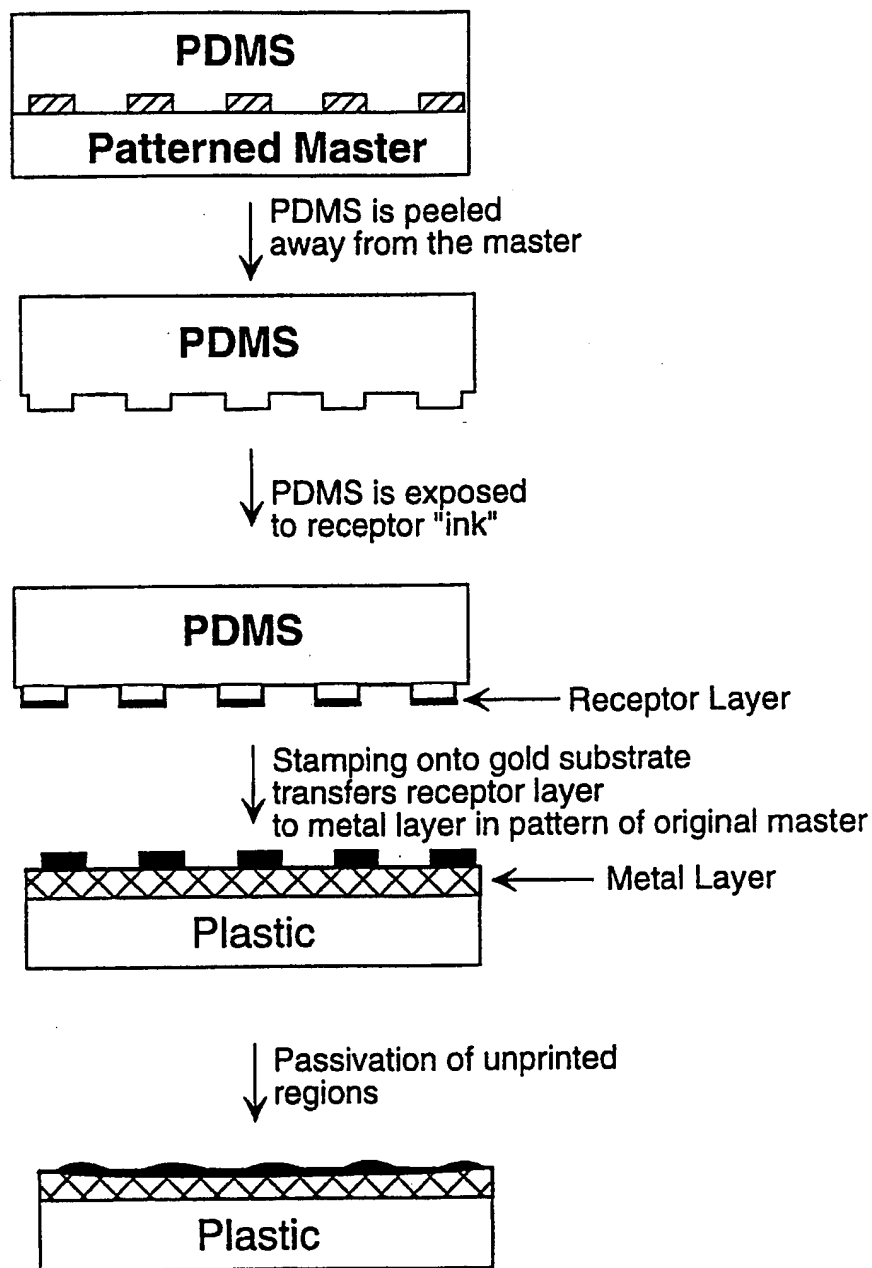 PDMS
Patterned Master
PDMS is peeled
away from the master
PDMS
PDMS is exposed
to receptor "ink"
PDMS
Receptor Layer
Stamping onto gold substrate
transfers receptor layer
to metal layer in pattern of original master
Metal Layer
Plastic
Passivation of unprinted
regions
Plastic